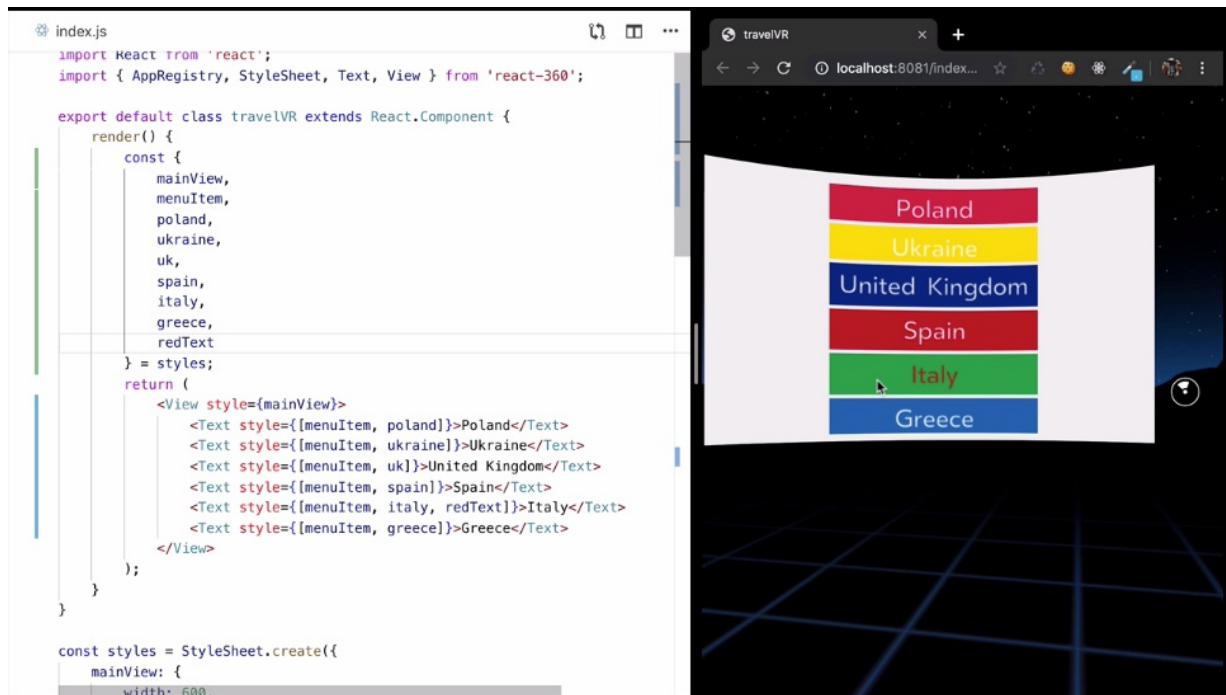 index.js
import React from 'react';
import { AppRegistry, StyleSheet, Text, View } from 'react-360';
export default class travelVR extends React.Component {
render() {
const {
mainView,
menuItem,
poland,
ukraine,
uk,
spain,
italy,
greece,
redText
} = styles;
return (
<View style={mainView}>
<Text style={[menuItem, poland]}>Poland</Text>
<Text style={[menuItem, ukraine]}>Ukraine</Text>
<Text style={[menuItem, uk]}>United Kingdom</Text>
<Text style={[menuItem, spain]}>Spain</Text>
<Text style={[menuItem, italy, redText]}>Italy</Text>
<Text style={[menuItem, greece]}>Greece</Text>
</View>
);
}
}
const styles = StyleSheet.create({
mainView: {
width: 600,
travelVR
localhost:8081/index...
Poland
Ukraine
United Kingdom
Spain
Italy
Greece